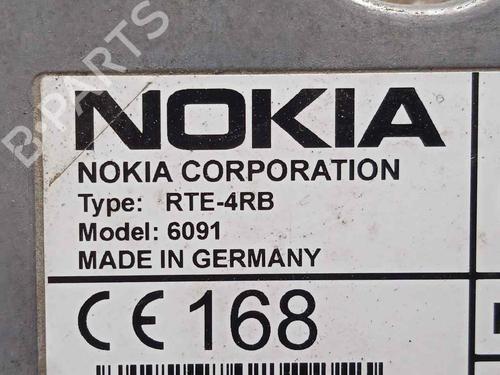 B-PARTS
NOKIA
NOKIA CORPORATION
Type: RTE-4RB
Model: 6091
MADE IN GERMANY
CE 168